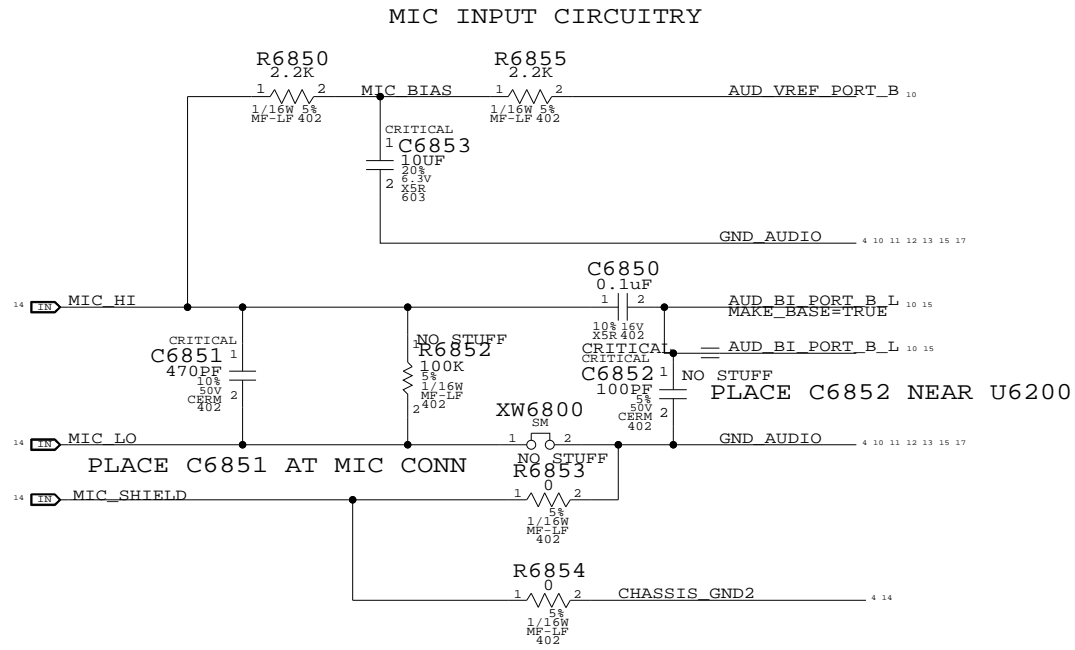 MIC INPUT CIRCUITRY
R6850
2.2K
1 2
1/16W 5%
MF-LF 402
MIC_BIAS
R6855
2.2K
1 2
1/16W 5%
MF-LF 402
AUD_VREF_PORT_B 10
CRITICAL
1 C6853
10UF
20%
6.3V
2 X5R
603
GND_AUDIO 4 10 11 12 13 15 17
C6850
0.1uF
1 2
10% 16V
X5R 402
14 IN MIC_HI
AUD_BI_PORT_B_L 10 15
MAKE_BASE=TRUE
CRITICAL
C6851 1
470PF
10%
50V 2
CERM
402
NO STUFF
1 R6852
100K
5%
1/16W
MF-LF
2 402
CRITICAL
CRITICAL
C6852 1
100PF
5%
50V 2
CERM
402
AUD_BI_PORT_B_L 10 15
NO STUFF
PLACE C6852 NEAR U6200
XW6800
SM
1 2
14 IN MIC_LO
GND_AUDIO 4 10 11 12 13 15 17
PLACE C6851 AT MIC CONN
NO STUFF
R6853
0
1 2
5%
1/16W
MF-LF
402
14 IN MIC_SHIELD
R6854
0
1 2
5%
1/16W
MF-LF
402
CHASSIS_GND2 4 14